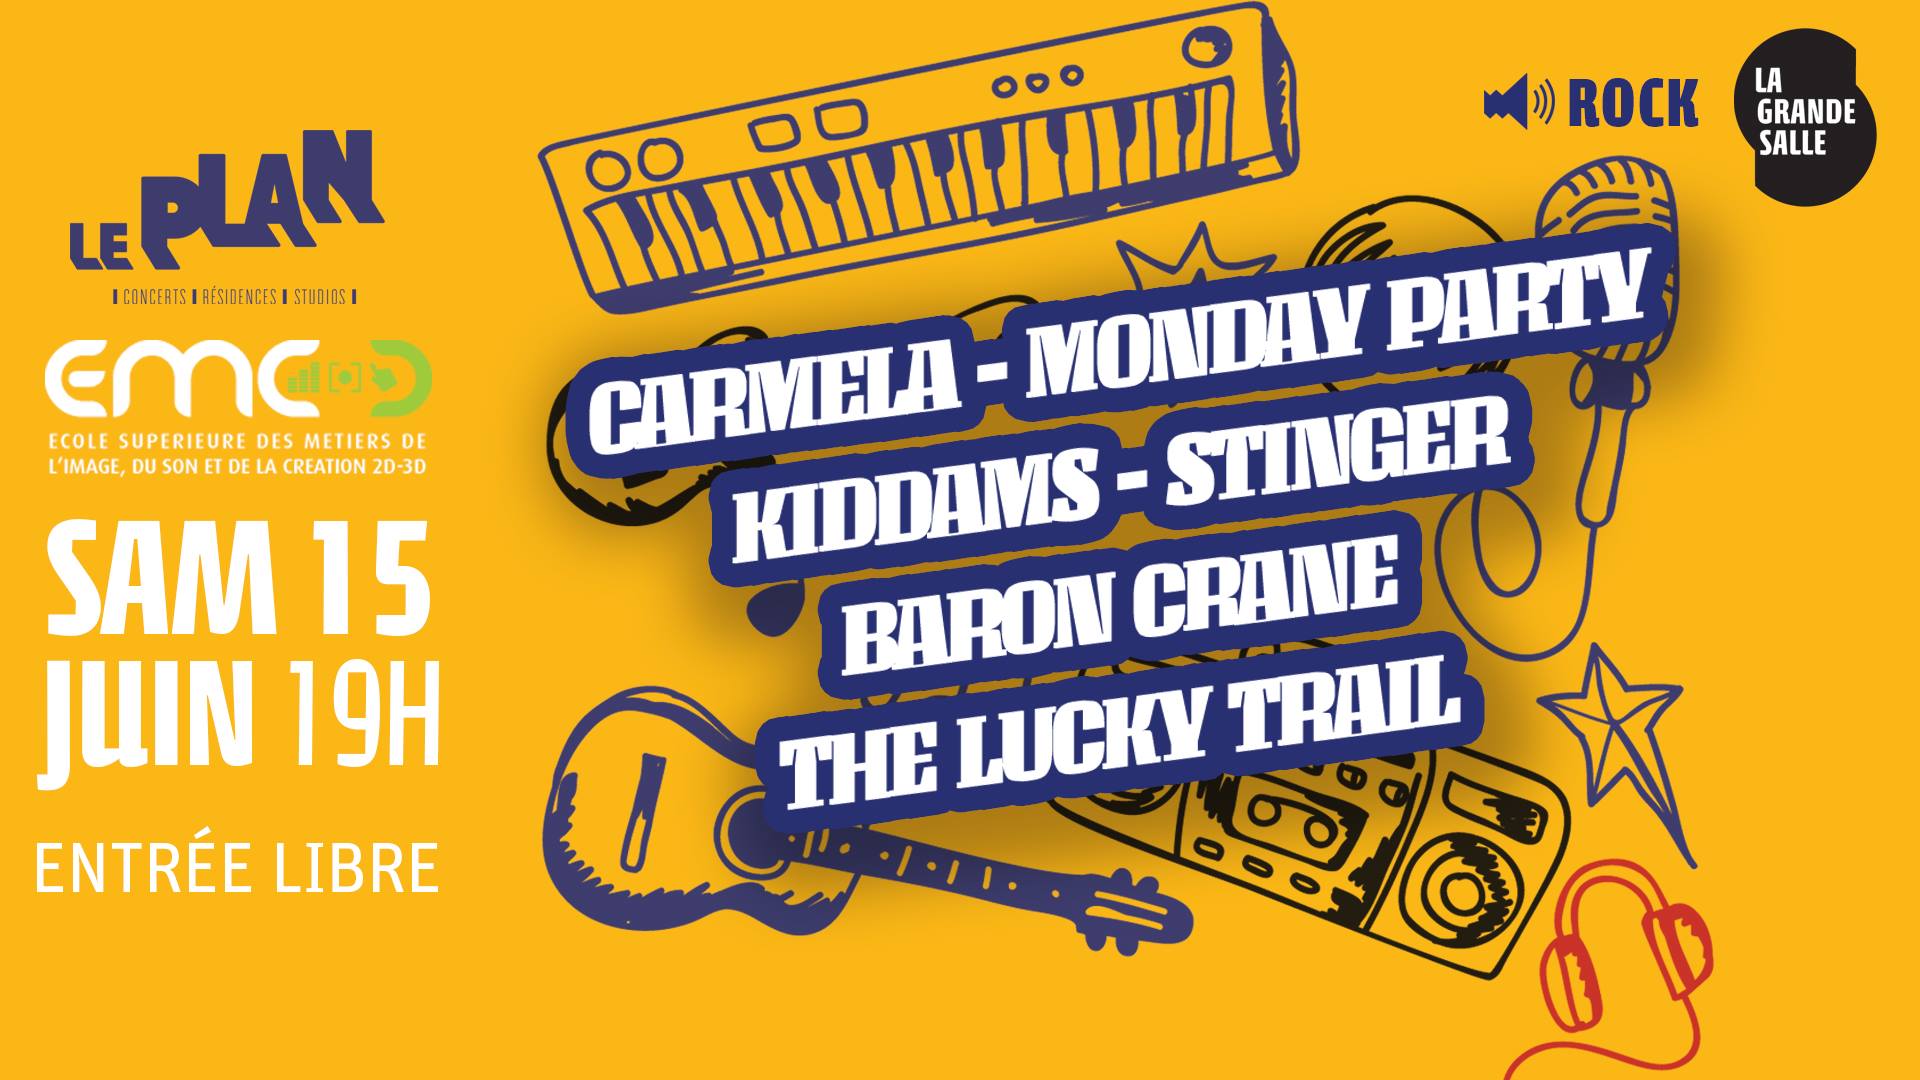 LE PLAN
CONCERTS RÉSIDENCES STUDIOS
EMC
ECOLE SUPERIEURE DES METIERS DE
L'IMAGE, DU SON ET DE LA CREATION 2D-3D
SAM 15
JUIN 19H
ENTRÉE LIBRE
ROCK
LA
GRANDE
SALLE
CARMELA - MONDAY PARTY
KIDDAMS - STINGER
BARON CRANE
THE LUCKY TRAIL